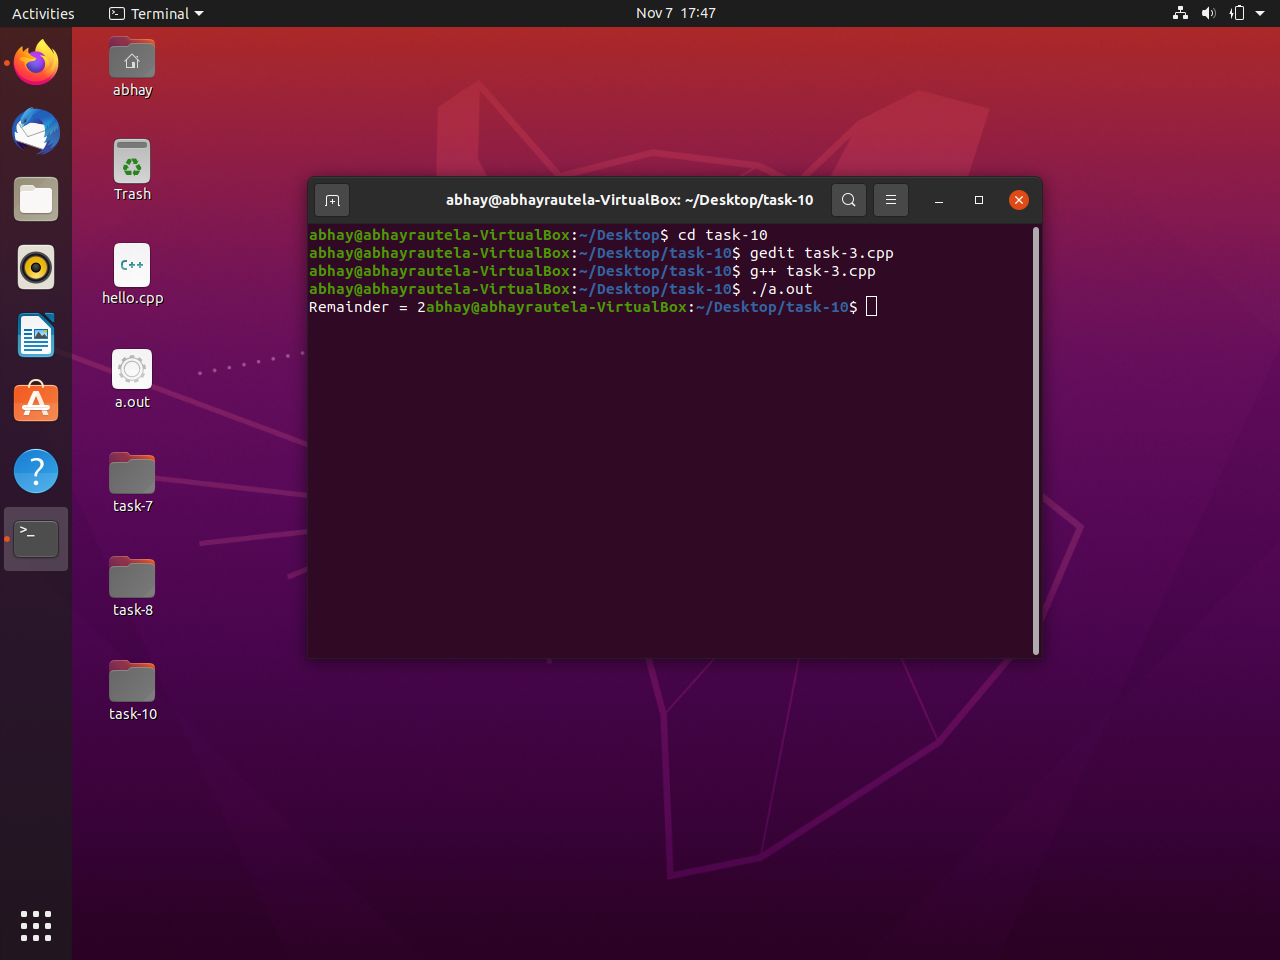 Activities
Terminal
Nov 7 17:47
abhay
Trash
C++
hello.cpp
a.out
task-7
task-8
task-10
abhay@abhayrautela-VirtualBox: ~/Desktop/task-10
abhay@abhayrautela-VirtualBox:~/Desktop$ cd task-10
abhay@abhayrautela-VirtualBox:~/Desktop/task-10$ gedit task-3.cpp
abhay@abhayrautela-VirtualBox:~/Desktop/task-10$ g++ task-3.cpp
abhay@abhayrautela-VirtualBox:~/Desktop/task-10$ ./a.out
Remainder = 2abhay@abhayrautela-VirtualBox:~/Desktop/task-10$